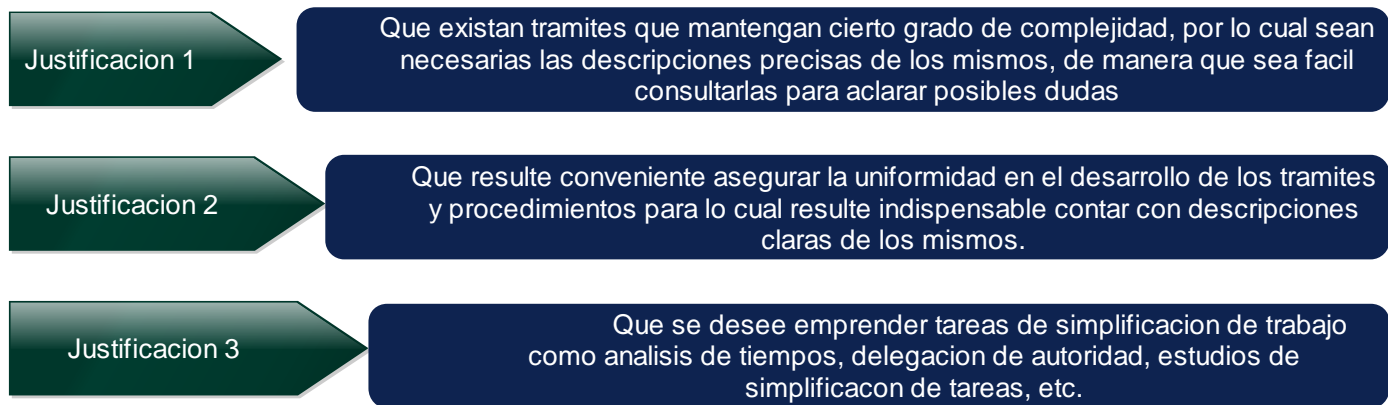 Justificacion 1
Que existan tramites que mantengan cierto grado de complejidad, por lo cual sean
necesarias las descripciones precisas de los mismos, de manera que sea facil
consultarlas para aclarar posibles dudas
Justificacion 2
Que resulte conveniente asegurar la uniformidad en el desarrollo de los tramites
y procedimientos para lo cual resulte indispensable contar con descripciones
claras de los mismos.
Justificacion 3
Que se desee emprender tareas de simplificacion de trabajo
como analisis de tiempos, delegacion de autoridad, estudios de
simplificacon de tareas, etc.